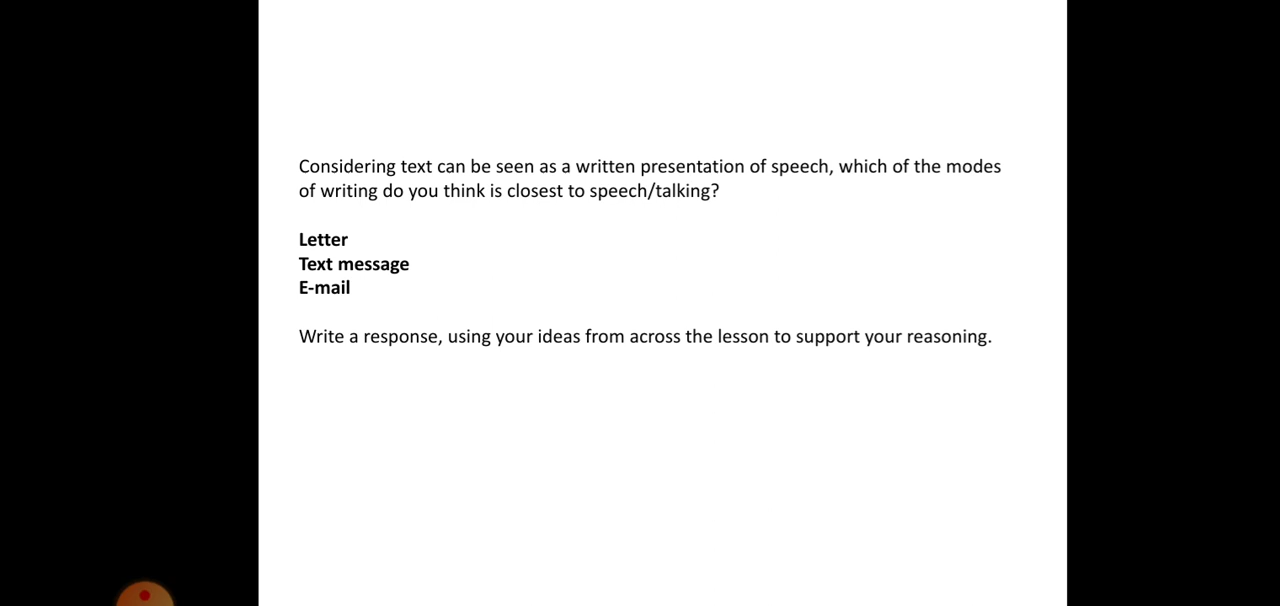 Considering text can be seen as a written presentation of speech, which of the modes
of writing do you think is closest to speech/talking?
Letter
Text message
E-mail
Write a response, using your ideas from across the lesson to support your reasoning.